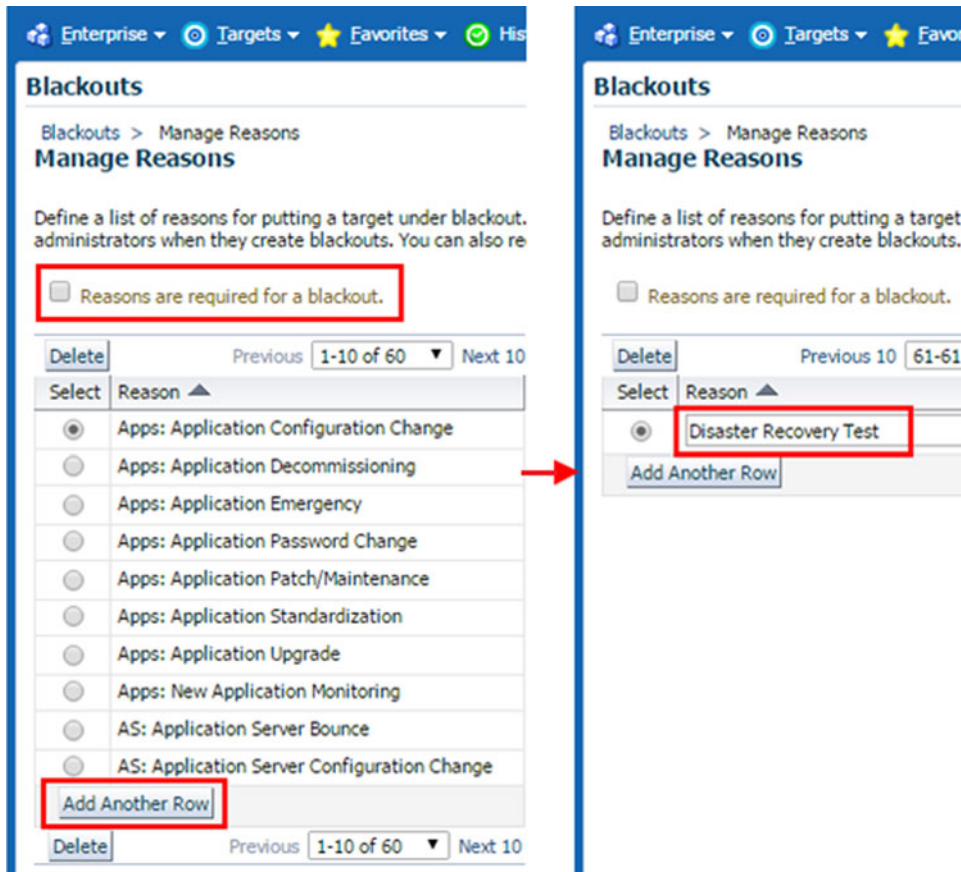 Enterprise Targets Favorites His
Blackouts
Blackouts > Manage Reasons
Manage Reasons
Define a list of reasons for putting a target under blackout.
administrators when they create blackouts. You can also re
Reasons are required for a blackout.
Delete Previous 1-10 of 60 Next 10
Select Reason
Apps: Application Configuration Change
Apps: Application Decommissioning
Apps: Application Emergency
Apps: Application Password Change
Apps: Application Patch/Maintenance
Apps: Application Standardization
Apps: Application Upgrade
Apps: New Application Monitoring
AS: Application Server Bounce
AS: Application Server Configuration Change
Add Another Row
Delete Previous 1-10 of 60 Next 10
Enterprise Targets Favor
Blackouts
Blackouts > Manage Reasons
Manage Reasons
Define a list of reasons for putting a target
administrators when they create blackouts.
Reasons are required for a blackout.
Delete Previous 10 61-61
Select Reason
Disaster Recovery Test
Add Another Row